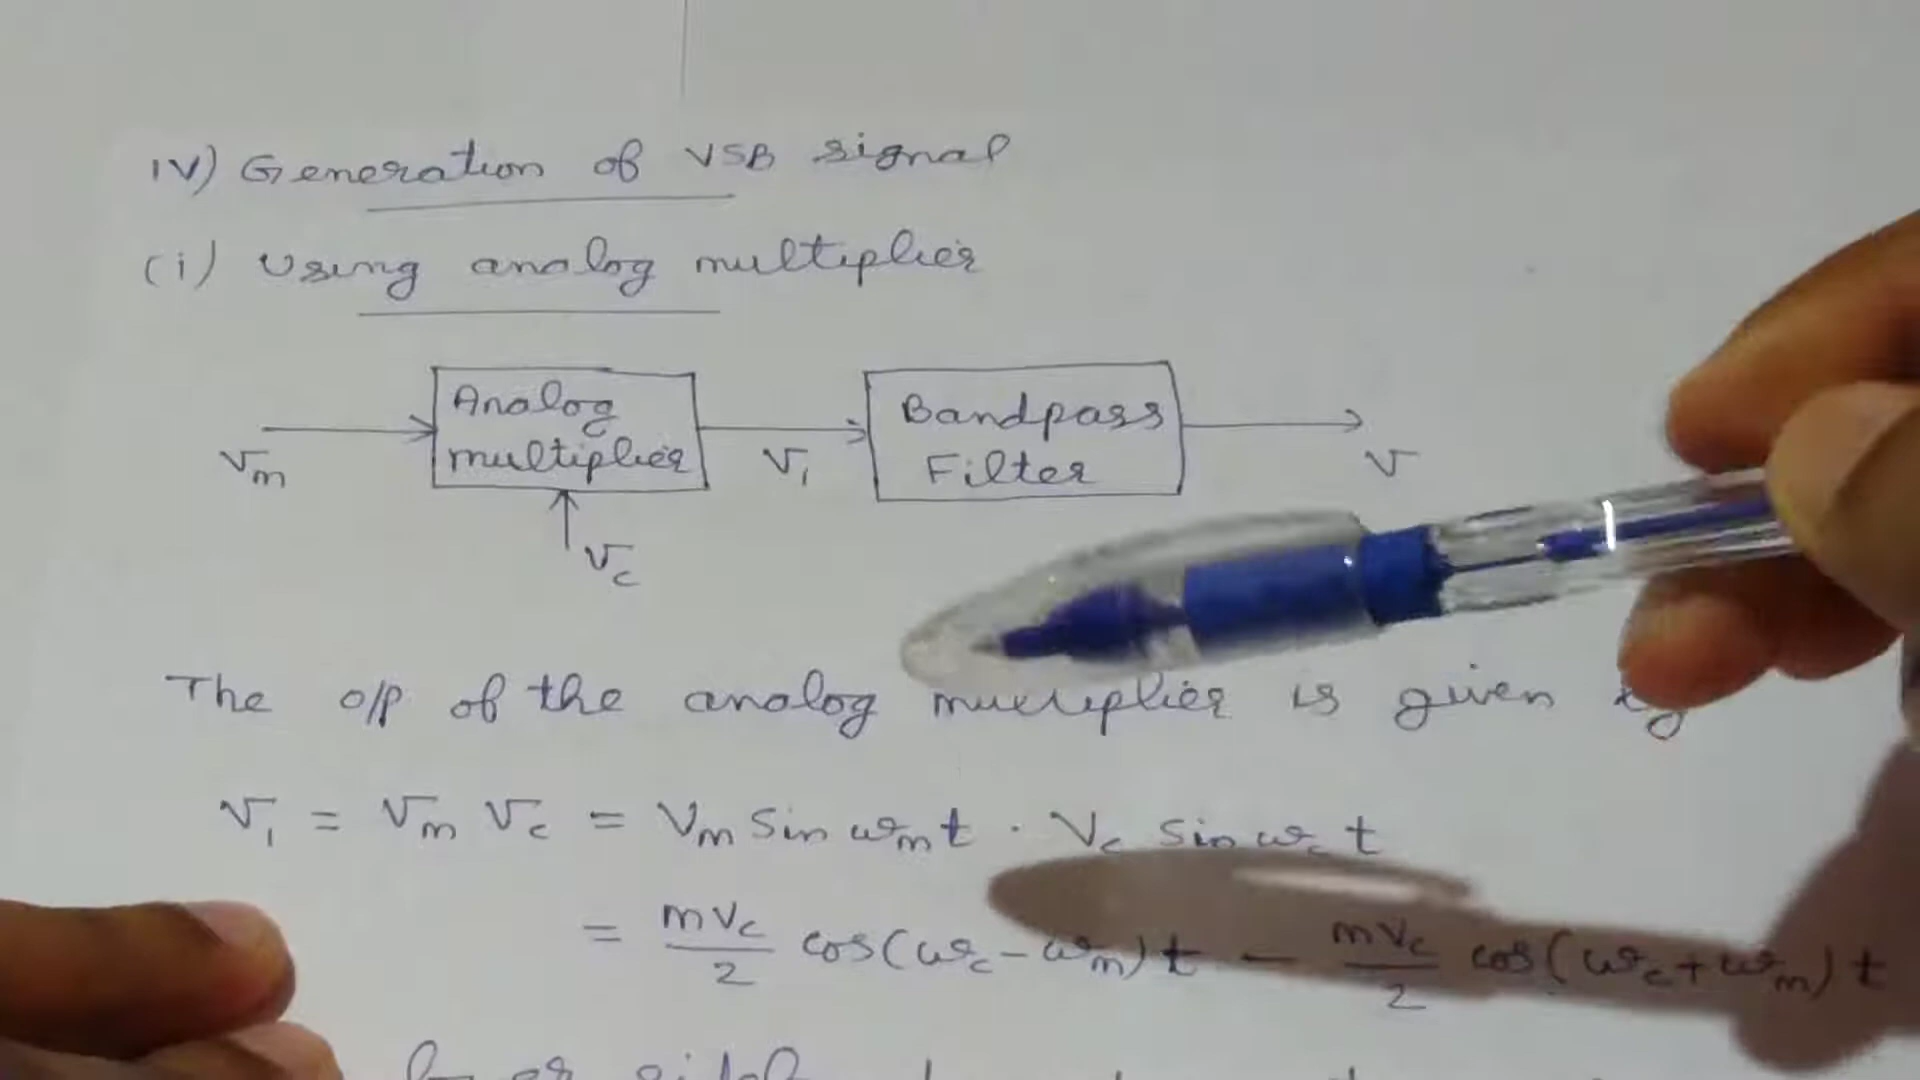 IV) Generation of VSB signal
(i) Using analog multiplier
Analog
multiplier
Bandpass
Filter
Vm
V1
V
Vc
The o/p of the analog multiplier is given by
V1 = Vm Vc = Vm Sin ωmt · Vc Sin ωct
= mVc/2 cos(ωc-ωm)t - mVc/2 cos(ωc+ωm)t